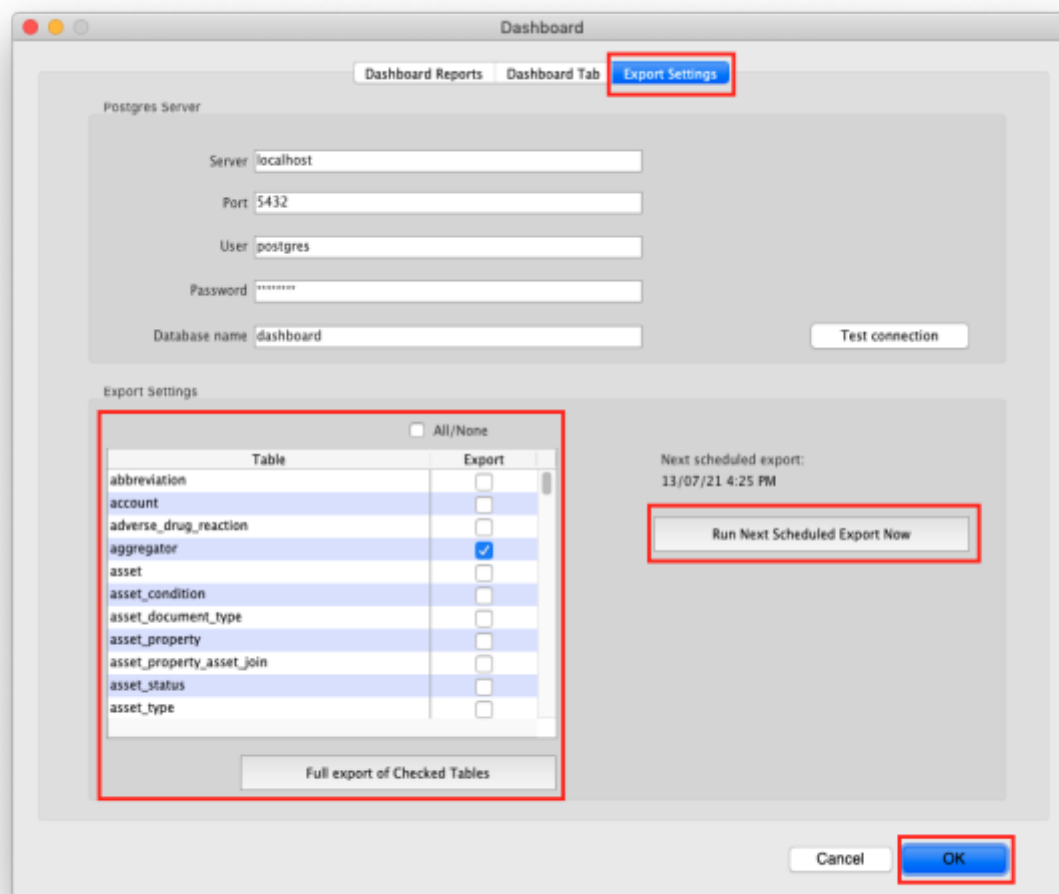 Dashboard
Dashboard Reports Dashboard Tab Export Settings
Postgres Server
Server localhost
Port 5432
User postgres
Password ••••••••
Database name dashboard Test connection
Export Settings
All/None
Table Export
abbreviation
account
adverse_drug_reaction
aggregator
asset
asset_condition
asset_document_type
asset_property
asset_property_asset_join
asset_status
asset_type
Next scheduled export:
13/07/21 4:25 PM
Run Next Scheduled Export Now
Full export of Checked Tables
Cancel OK